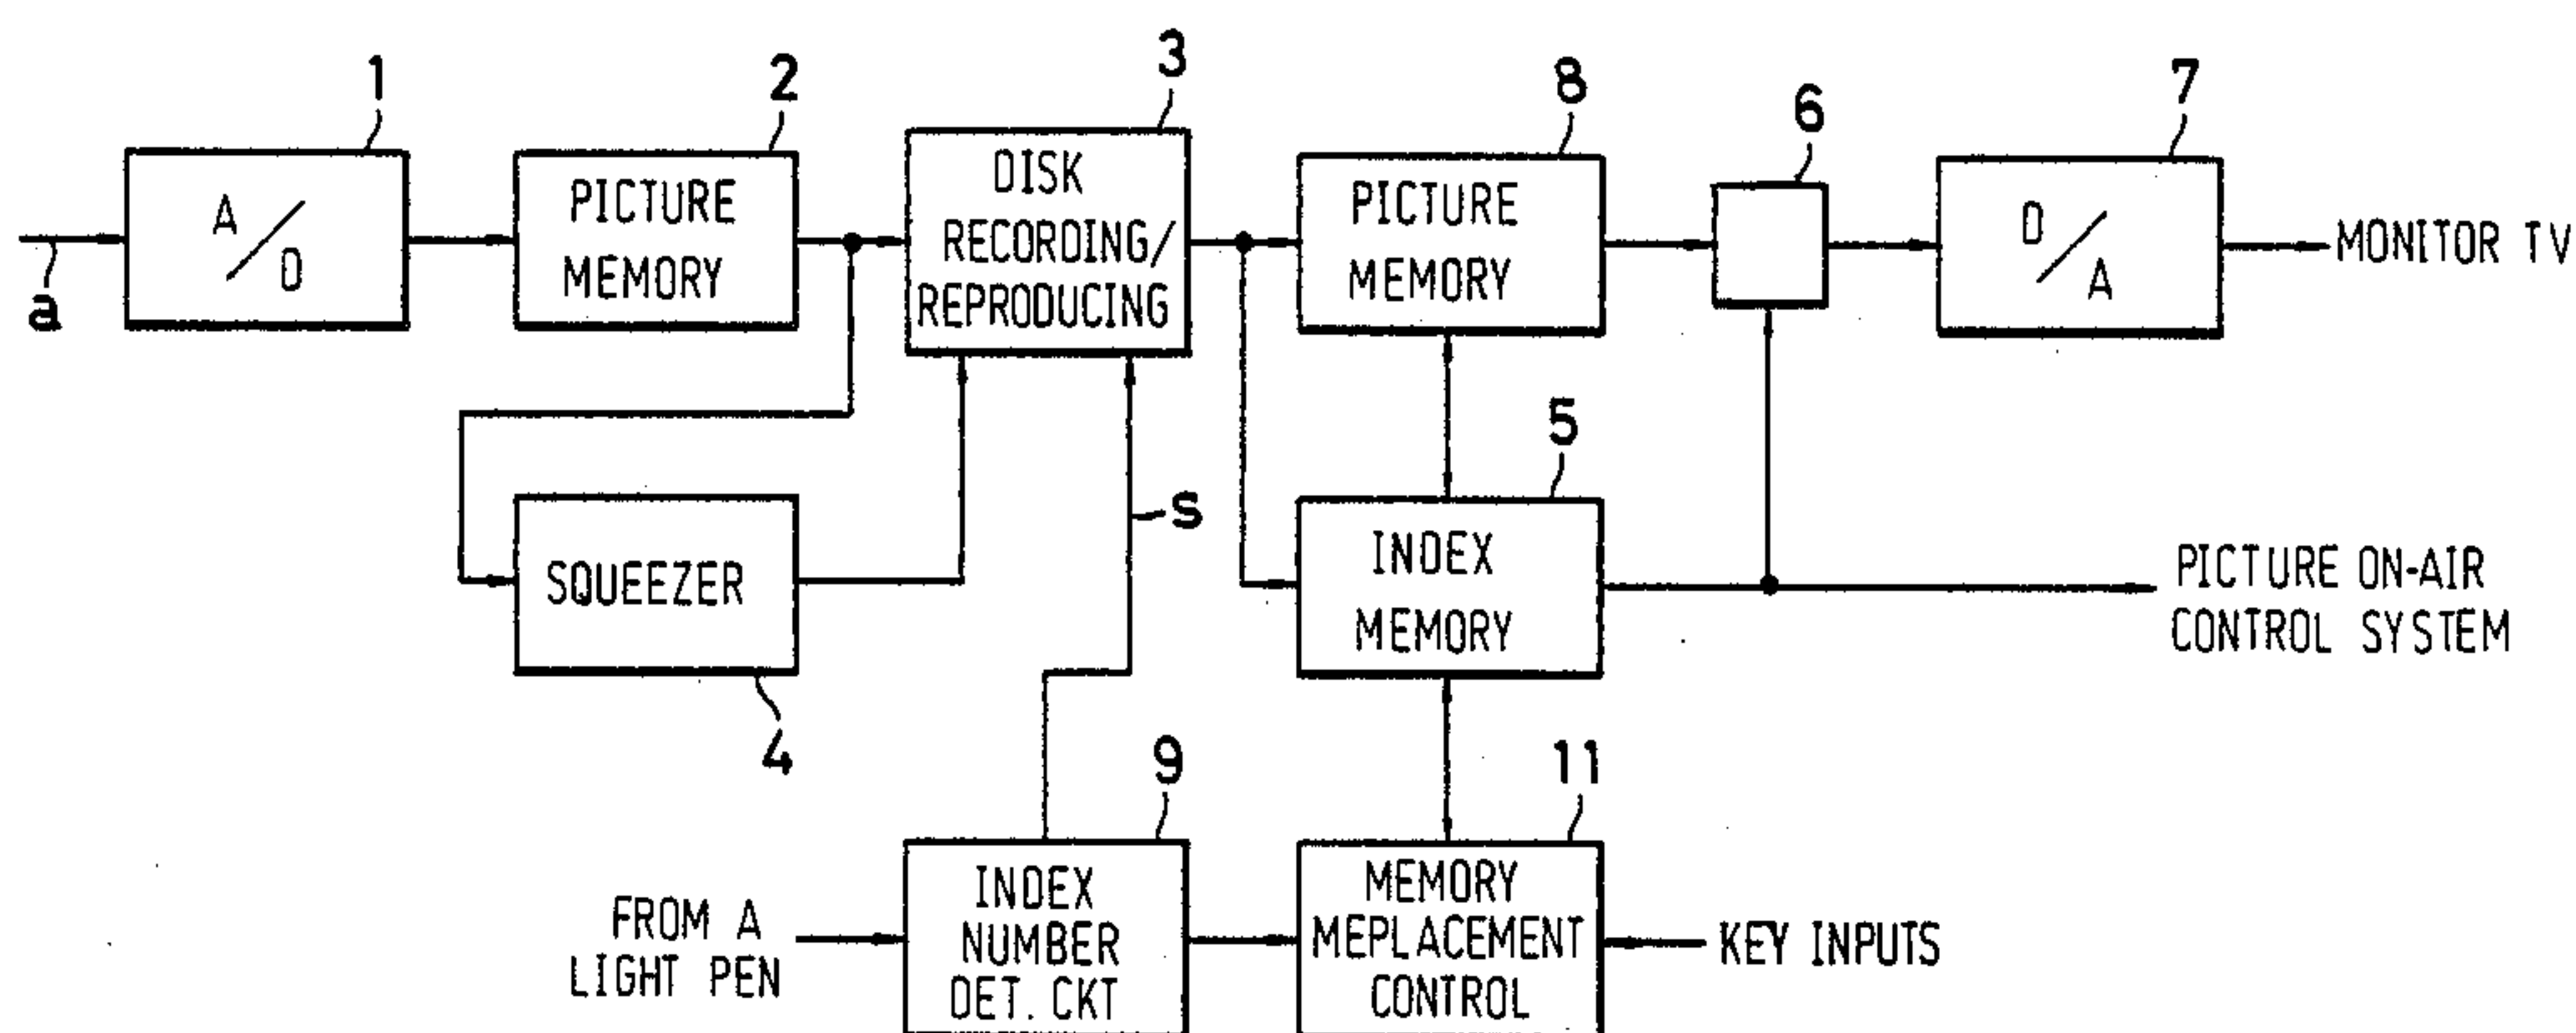 1
2
3
8
6
7
a
A/D
PICTURE
MEMORY
DISK
RECORDING/
REPRODUCING
PICTURE
MEMORY
D/A
MONITOR TV
SQUEEZER
4
S
5
INDEX
MEMORY
PICTURE ON-AIR
CONTROL SYSTEM
9
11
FROM A
LIGHT PEN
INDEX
NUMBER
DET. CKT
MEMORY
MEPLACEMENT
CONTROL
KEY INPUTS